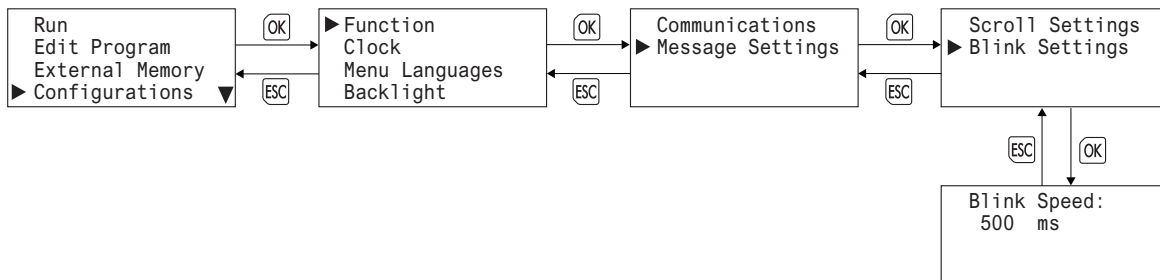 Run
Edit Program
External Memory
▶ Configurations ▼
OK
ESC
▶ Function
Clock
Menu Languages
Backlight
OK
ESC
Communications
▶ Message Settings
OK
ESC
Scroll Settings
▶ Blink Settings
ESC
OK
Blink Speed:
500 ms